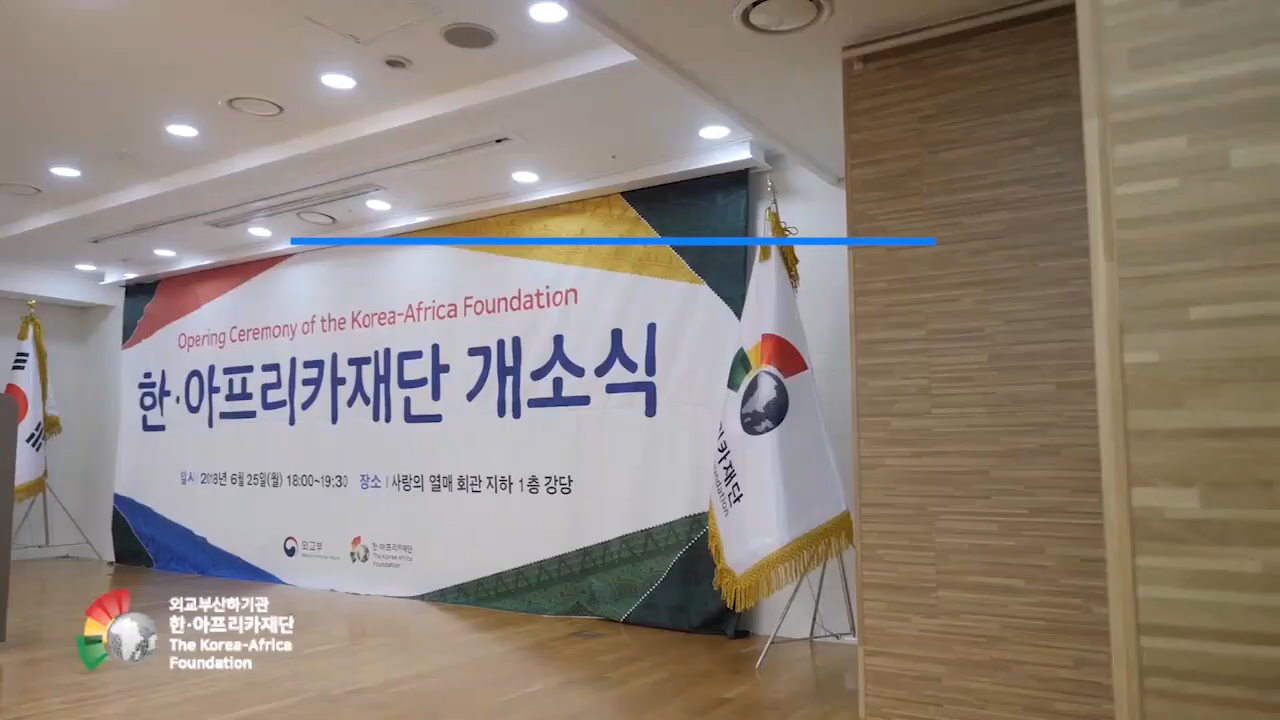 Opering Ceremony of the Korea-Africa Foundation
한·아프리카재단 개소식
일시 | 2018년 6월 25일(월) 18:00~19:30 장소 | 사랑의 열매 회관 지하 1층 강당
외교부
한·아프리카재단
The Korea-Africa
Foundation
카재단
undation
외교부산하기관
한·아프리카재단
The Korea-Africa
Foundation